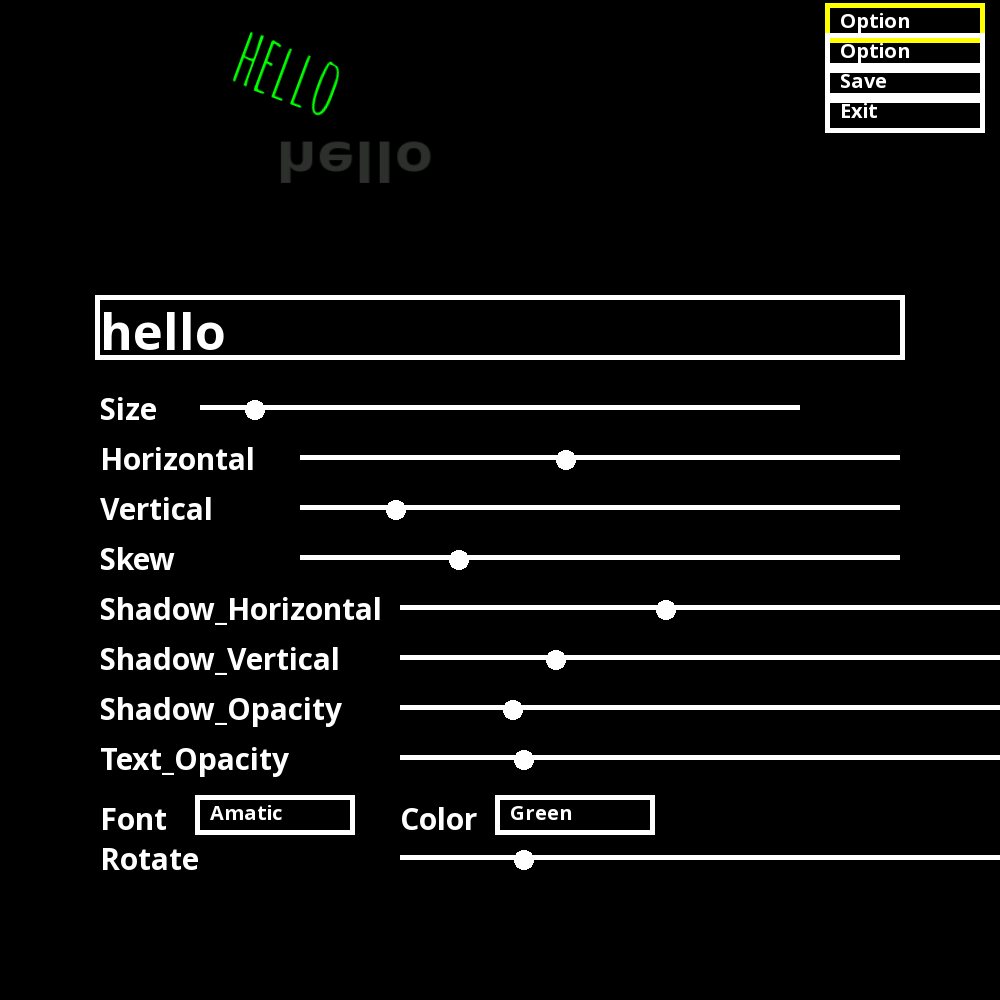 HELLO
hello
Option
Option
Save
Exit
hello
Size
Horizontal
Vertical
Skew
Shadow_Horizontal
Shadow_Vertical
Shadow_Opacity
Text_Opacity
Font Amatic Color Green
Rotate